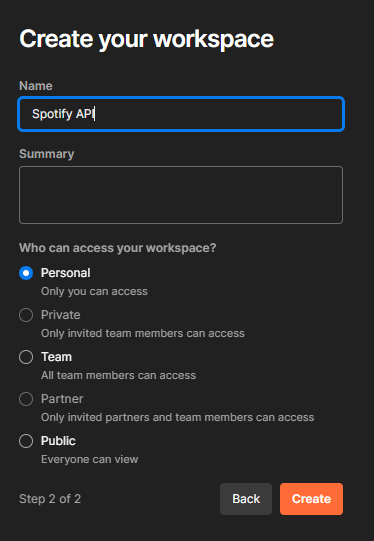 Create your workspace
Name
Spotify API
Summary
Who can access your workspace?
Personal
Only you can access
Private
Only invited team members can access
Team
All team members can access
Partner
Only invited partners and team members can access
Public
Everyone can view
Step 2 of 2
Back
Create